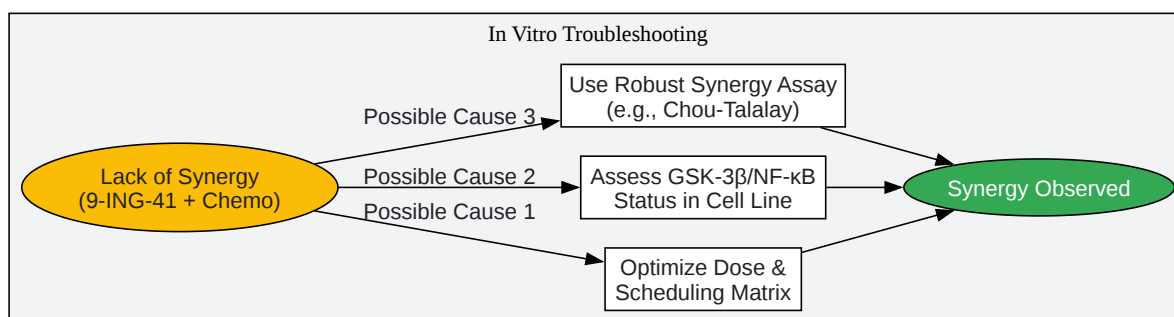 In Vitro Troubleshooting
Use Robust Synergy Assay
(e.g., Chou-Talalay)
Possible Cause 3
Lack of Synergy
(9-ING-41 + Chemo)
Possible Cause 2
Assess GSK-3β/NF-κB
Status in Cell Line
Synergy Observed
Possible Cause 1
Optimize Dose &
Scheduling Matrix